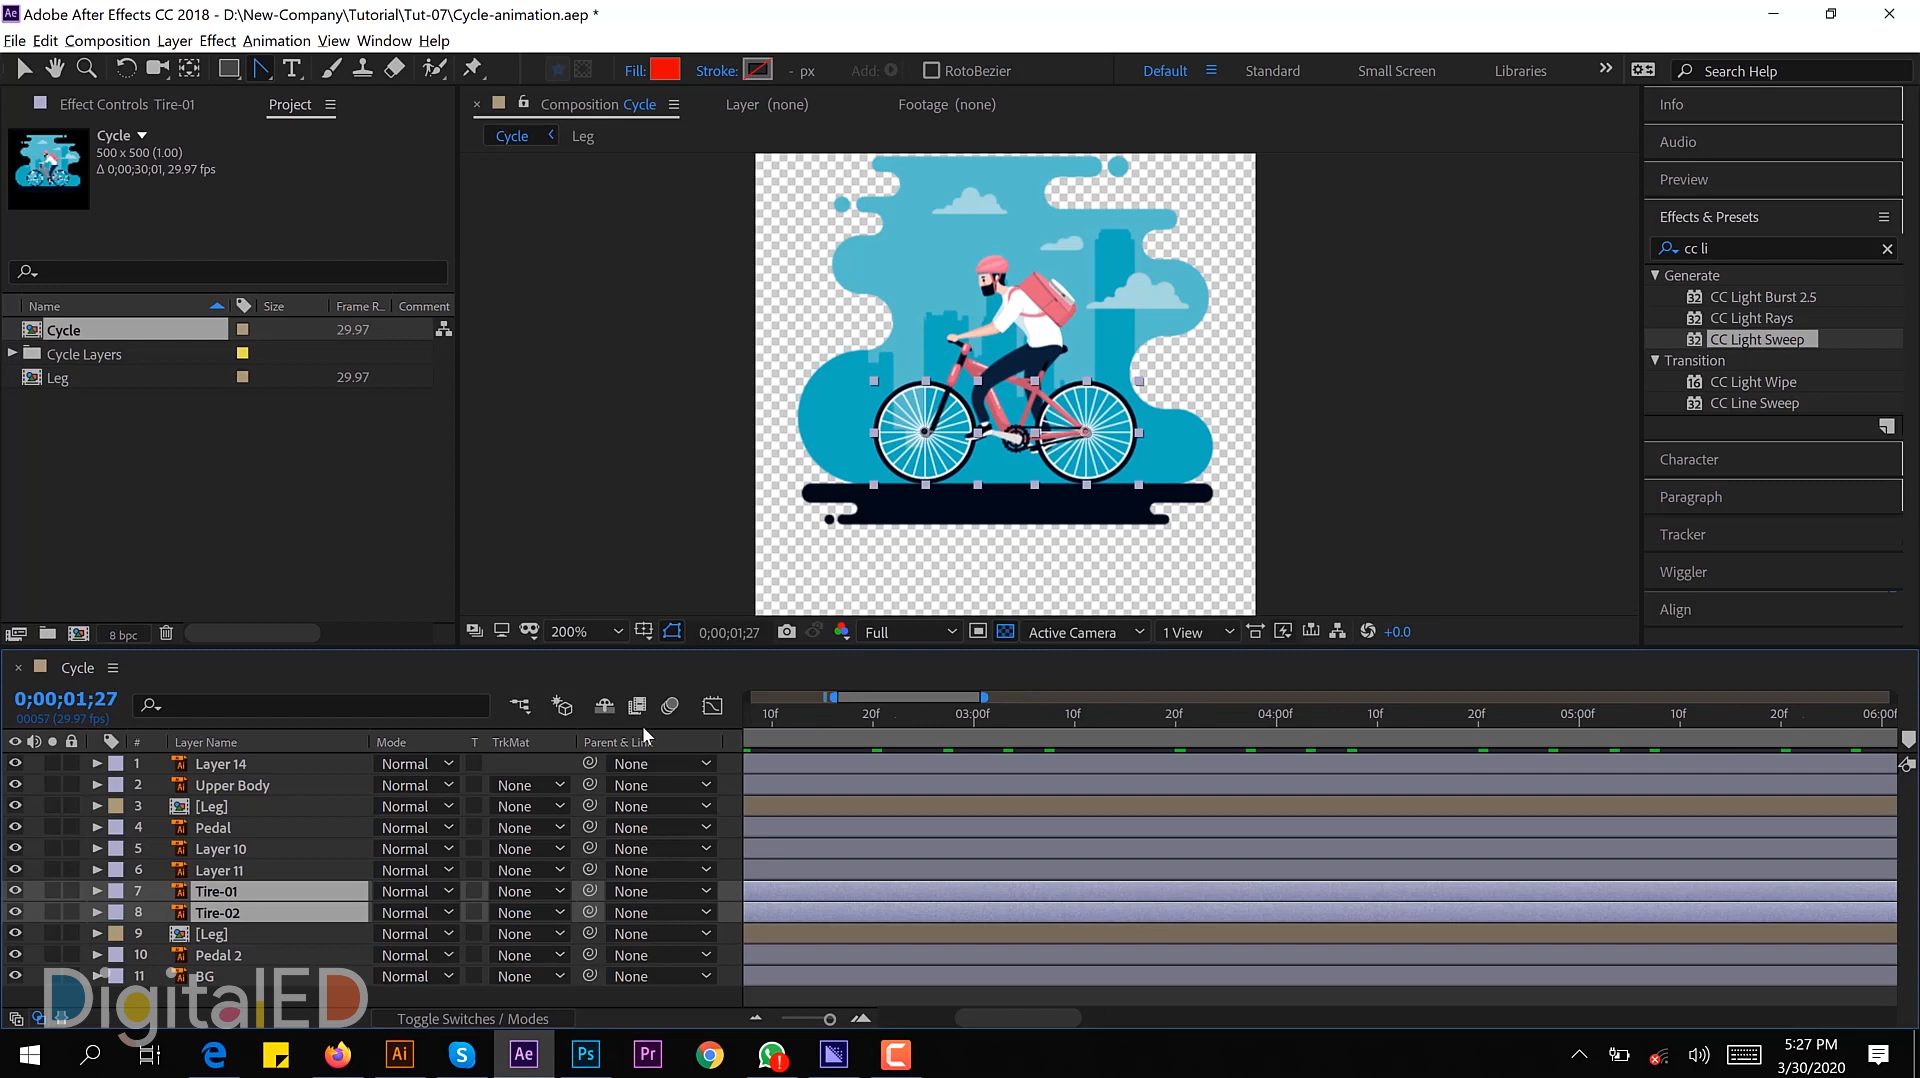 Adobe After Effects CC 2018 - D:\New-Company\Tutorial\Tut-07\Cycle-animation.aep *
File Edit Composition Layer Effect Animation View Window Help
Fill: Stroke: - px Add: RotoBezier Default Standard Small Screen Libraries Search Help
Effect Controls Tire-01 Project
Composition Cycle Layer (none) Footage (none)
Cycle Leg
Cycle
500 x 500 (1.00)
Δ 0;00;30;01, 29.97 fps
Name Size Frame R... Comment
Cycle 29.97
Cycle Layers
Leg 29.97
8 bpc
200% 0;00;01;27 Full Active Camera 1 View +0.0
Info
Audio
Preview
Effects & Presets
cc li
Generate
32 CC Light Burst 2.5
32 CC Light Rays
32 CC Light Sweep
Transition
16 CC Light Wipe
32 CC Line Sweep
Character
Paragraph
Tracker
Wiggler
Align
Cycle
0;00;01;27
00057 (29.97 fps)
10f 20f 03:00f 10f 20f 04:00f 10f 20f 05:00f 10f 20f 06:00f
# Layer Name Mode T TrkMat Parent & Link
1 Layer 14 Normal None
2 Upper Body Normal None None
3 [Leg] Normal None None
4 Pedal Normal None None
5 Layer 10 Normal None None
6 Layer 11 Normal None None
7 Tire-01 Normal None None
8 Tire-02 Normal None None
9 [Leg] Normal None None
10 Pedal 2 Normal None None
11 BG Normal None None
DigitalED
Toggle Switches / Modes
Ai Ae Ps Pr
5:27 PM
3/30/2020